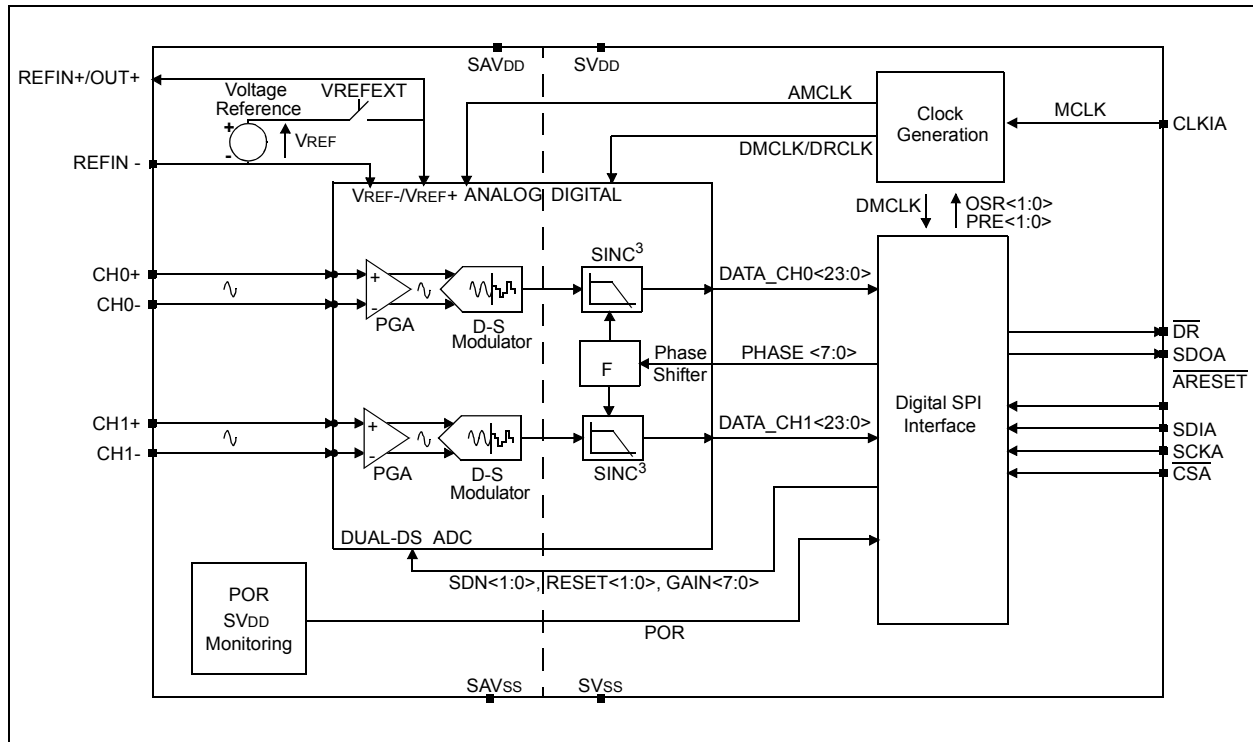 SAVDD
SVDD
REFIN+/OUT+
Voltage
Reference
VREFEXT
+
-
VREF
REFIN -
AMCLK
DMCLK/DRCLK
Clock
Generation
MCLK
CLKIA
VREF-/VREF+ ANALOG DIGITAL
DMCLK
OSR<1:0>
PRE<1:0>
CH0+
CH0-
+
-
PGA
D-S
Modulator
SINC3
DATA_CH0<23:0>
F
Phase
Shifter
PHASE <7:0>
CH1+
CH1-
+
-
PGA
D-S
Modulator
SINC3
DATA_CH1<23:0>
Digital SPI
Interface
DR
SDOA
ARESET
SDIA
SCKA
CSA
DUAL-DS ADC
SDN<1:0>, RESET<1:0>, GAIN<7:0>
POR
SVDD
Monitoring
POR
SAVSS
SVSS